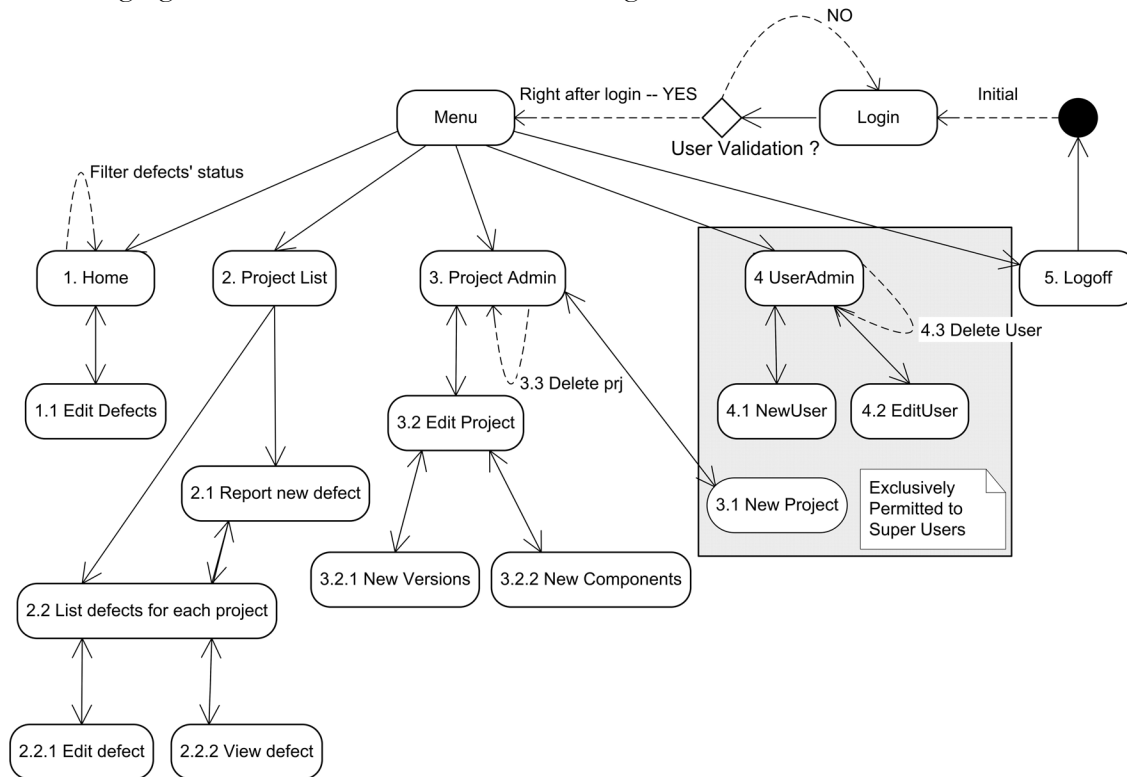 NO
Right after login -- YES
Initial
Menu
Login
User Validation ?
Filter defects' status
1. Home
2. Project List
3. Project Admin
4 UserAdmin
5. Logoff
4.3 Delete User
3.3 Delete prj
1.1 Edit Defects
3.2 Edit Project
4.1 NewUser
4.2 EditUser
2.1 Report new defect
3.1 New Project
Exclusively
Permitted to
Super Users
3.2.1 New Versions
3.2.2 New Components
2.2 List defects for each project
2.2.1 Edit defect
2.2.2 View defect